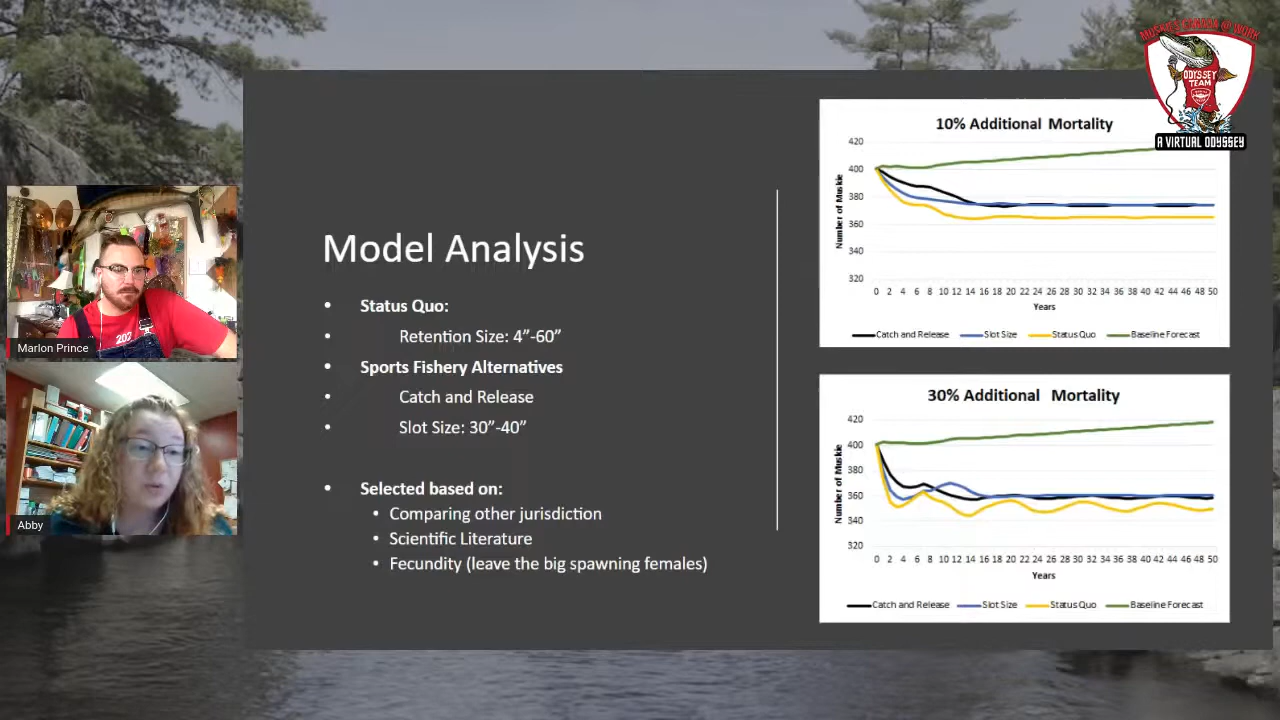 MUSKIES CANADA @ WORK
ODYSSEY
TEAM
A VIRTUAL ODYSSEY
Marlon Prince
202
Abby
Model Analysis
• Status Quo:
• Retention Size: 4”-60”
• Sports Fishery Alternatives
• Catch and Release
• Slot Size: 30”-40”
• Selected based on:
• Comparing other jurisdiction
• Scientific Literature
• Fecundity (leave the big spawning females)
10% Additional Mortality
Number of Muskie
420
400
380
360
340
320
0 2 4 6 8 10 12 14 16 18 20 22 24 26 28 30 32 34 36 38 40 42 44 46 48 50
Years
Catch and Release Slot Size Status Quo Baseline Forecast
30% Additional Mortality
Number of Muskie
420
400
380
360
340
320
0 2 4 6 8 10 12 14 16 18 20 22 24 26 28 30 32 34 36 38 40 42 44 46 48 50
Years
Catch and Release Slot Size Status Quo Baseline Forecast